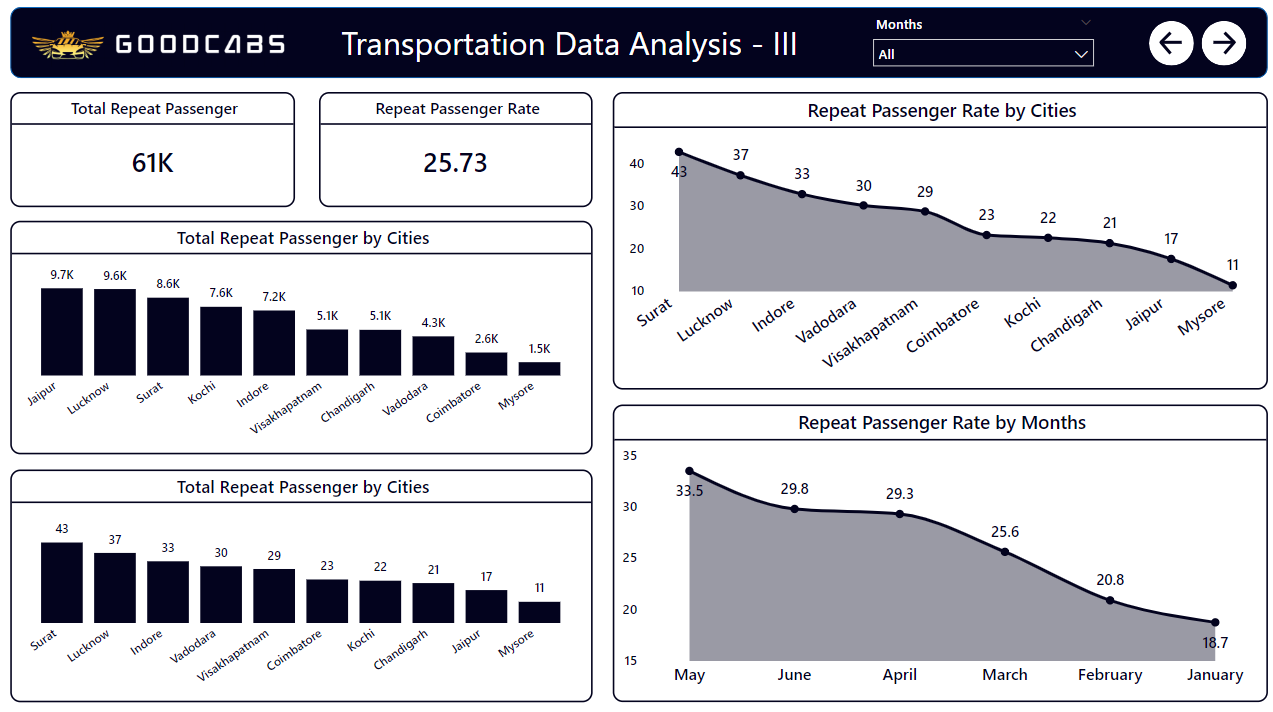 GOODCABS
Transportation Data Analysis - III
Months
All
Total Repeat Passenger
61K
Repeat Passenger Rate
25.73
Total Repeat Passenger by Cities
9.7K 9.6K 8.6K 7.6K 7.2K 5.1K 5.1K 4.3K 2.6K 1.5K
Jaipur Lucknow Surat Kochi Indore Visakhapatnam Chandigarh Vadodara Coimbatore Mysore
Total Repeat Passenger by Cities
43 37 33 30 29 23 22 21 17 11
Surat Lucknow Indore Vadodara Visakhapatnam Coimbatore Kochi Chandigarh Jaipur Mysore
Repeat Passenger Rate by Cities
40
30
20
10
43 37 33 30 29 23 22 21 17 11
Surat Lucknow Indore Vadodara Visakhapatnam Coimbatore Kochi Chandigarh Jaipur Mysore
Repeat Passenger Rate by Months
35
30
25
20
15
33.5 29.8 29.3 25.6 20.8 18.7
May June April March February January